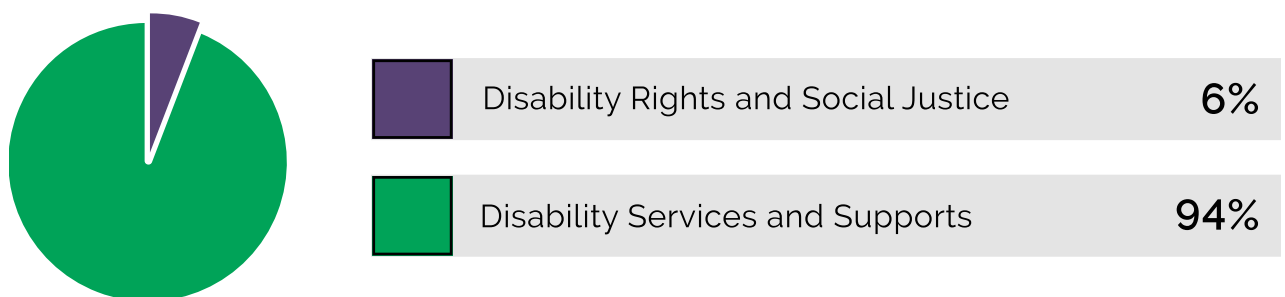 Disability Rights and Social Justice 6%
Disability Services and Supports 94%